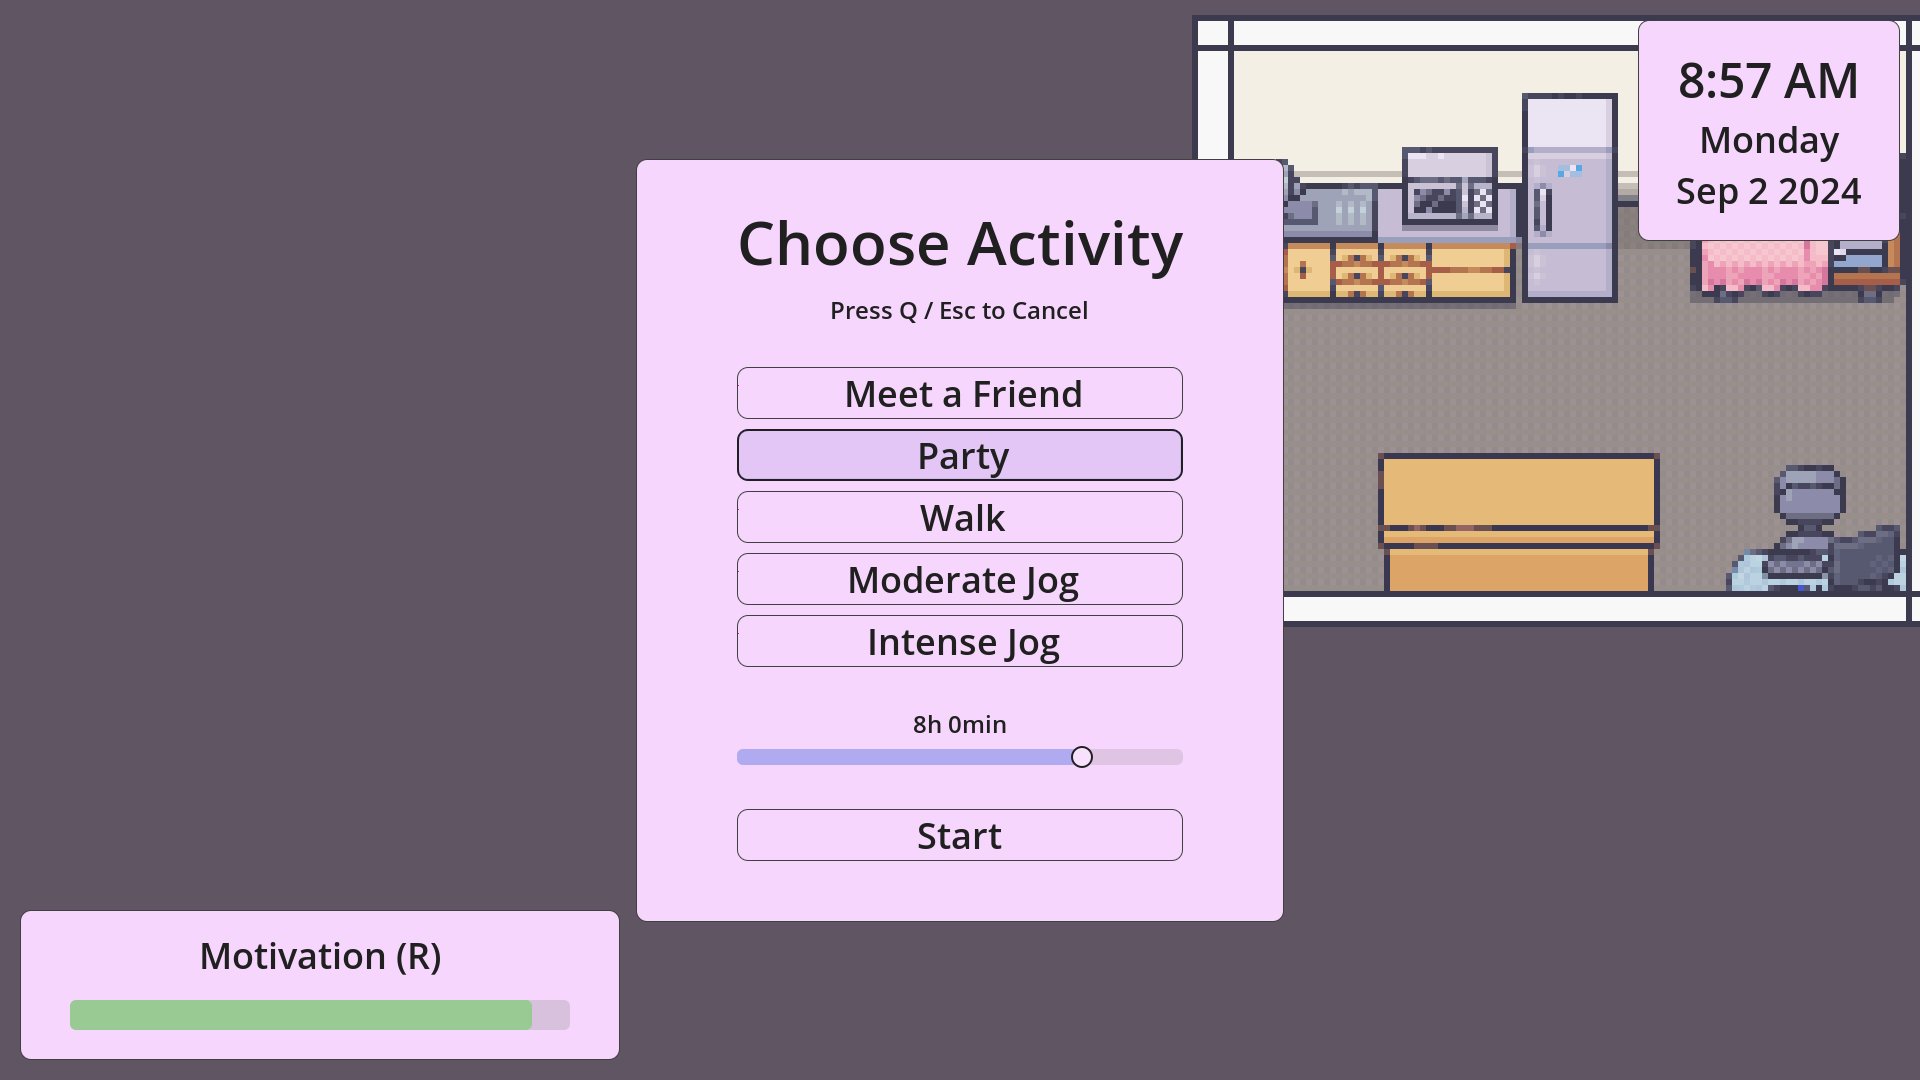 8:57 AM
Monday
Sep 2 2024
Choose Activity
Press Q / Esc to Cancel
Meet a Friend
Party
Walk
Moderate Jog
Intense Jog
8h 0min
Start
Motivation (R)